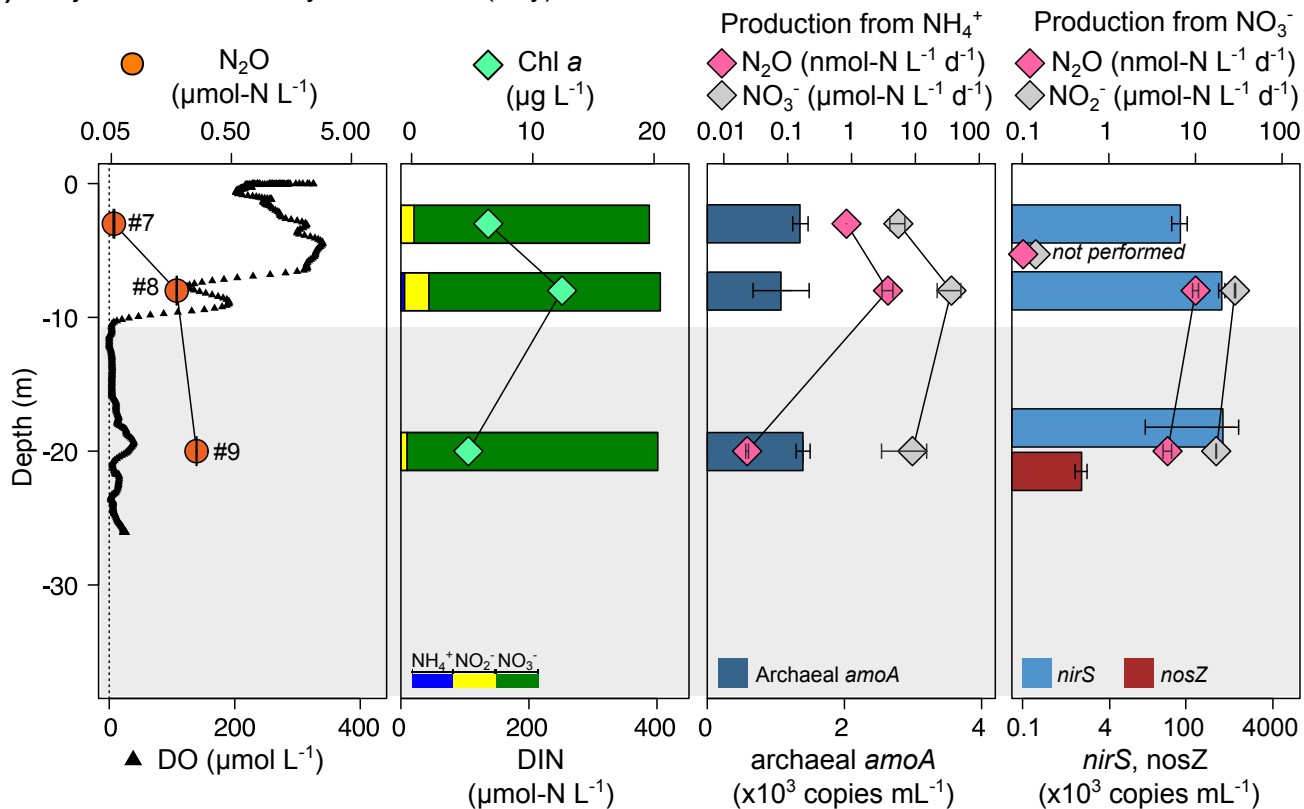 N₂O
(µmol-N L⁻¹)
0.05 0.50 5.00
Chl a
(µg L⁻¹)
0 10 20
Production from NH₄⁺
N₂O (nmol-N L⁻¹ d⁻¹)
NO₃⁻ (µmol-N L⁻¹ d⁻¹)
0.01 0.1 1 10 100
Production from NO₃⁻
N₂O (nmol-N L⁻¹ d⁻¹)
NO₂⁻ (µmol-N L⁻¹ d⁻¹)
0.1 1 10 100
Depth (m)
0
-10
-20
-30
#7
#8
#9
0 200 400
DO (µmol L⁻¹)
NH₄⁺ NO₂⁻ NO₃⁻
0 200 400
DIN
(µmol-N L⁻¹)
Archaeal amoA
0 2 4
archaeal amoA
(x10³ copies mL⁻¹)
not performed
nirS nosZ
0.1 4 100 4000
nirS, nosZ
(x10³ copies mL⁻¹)